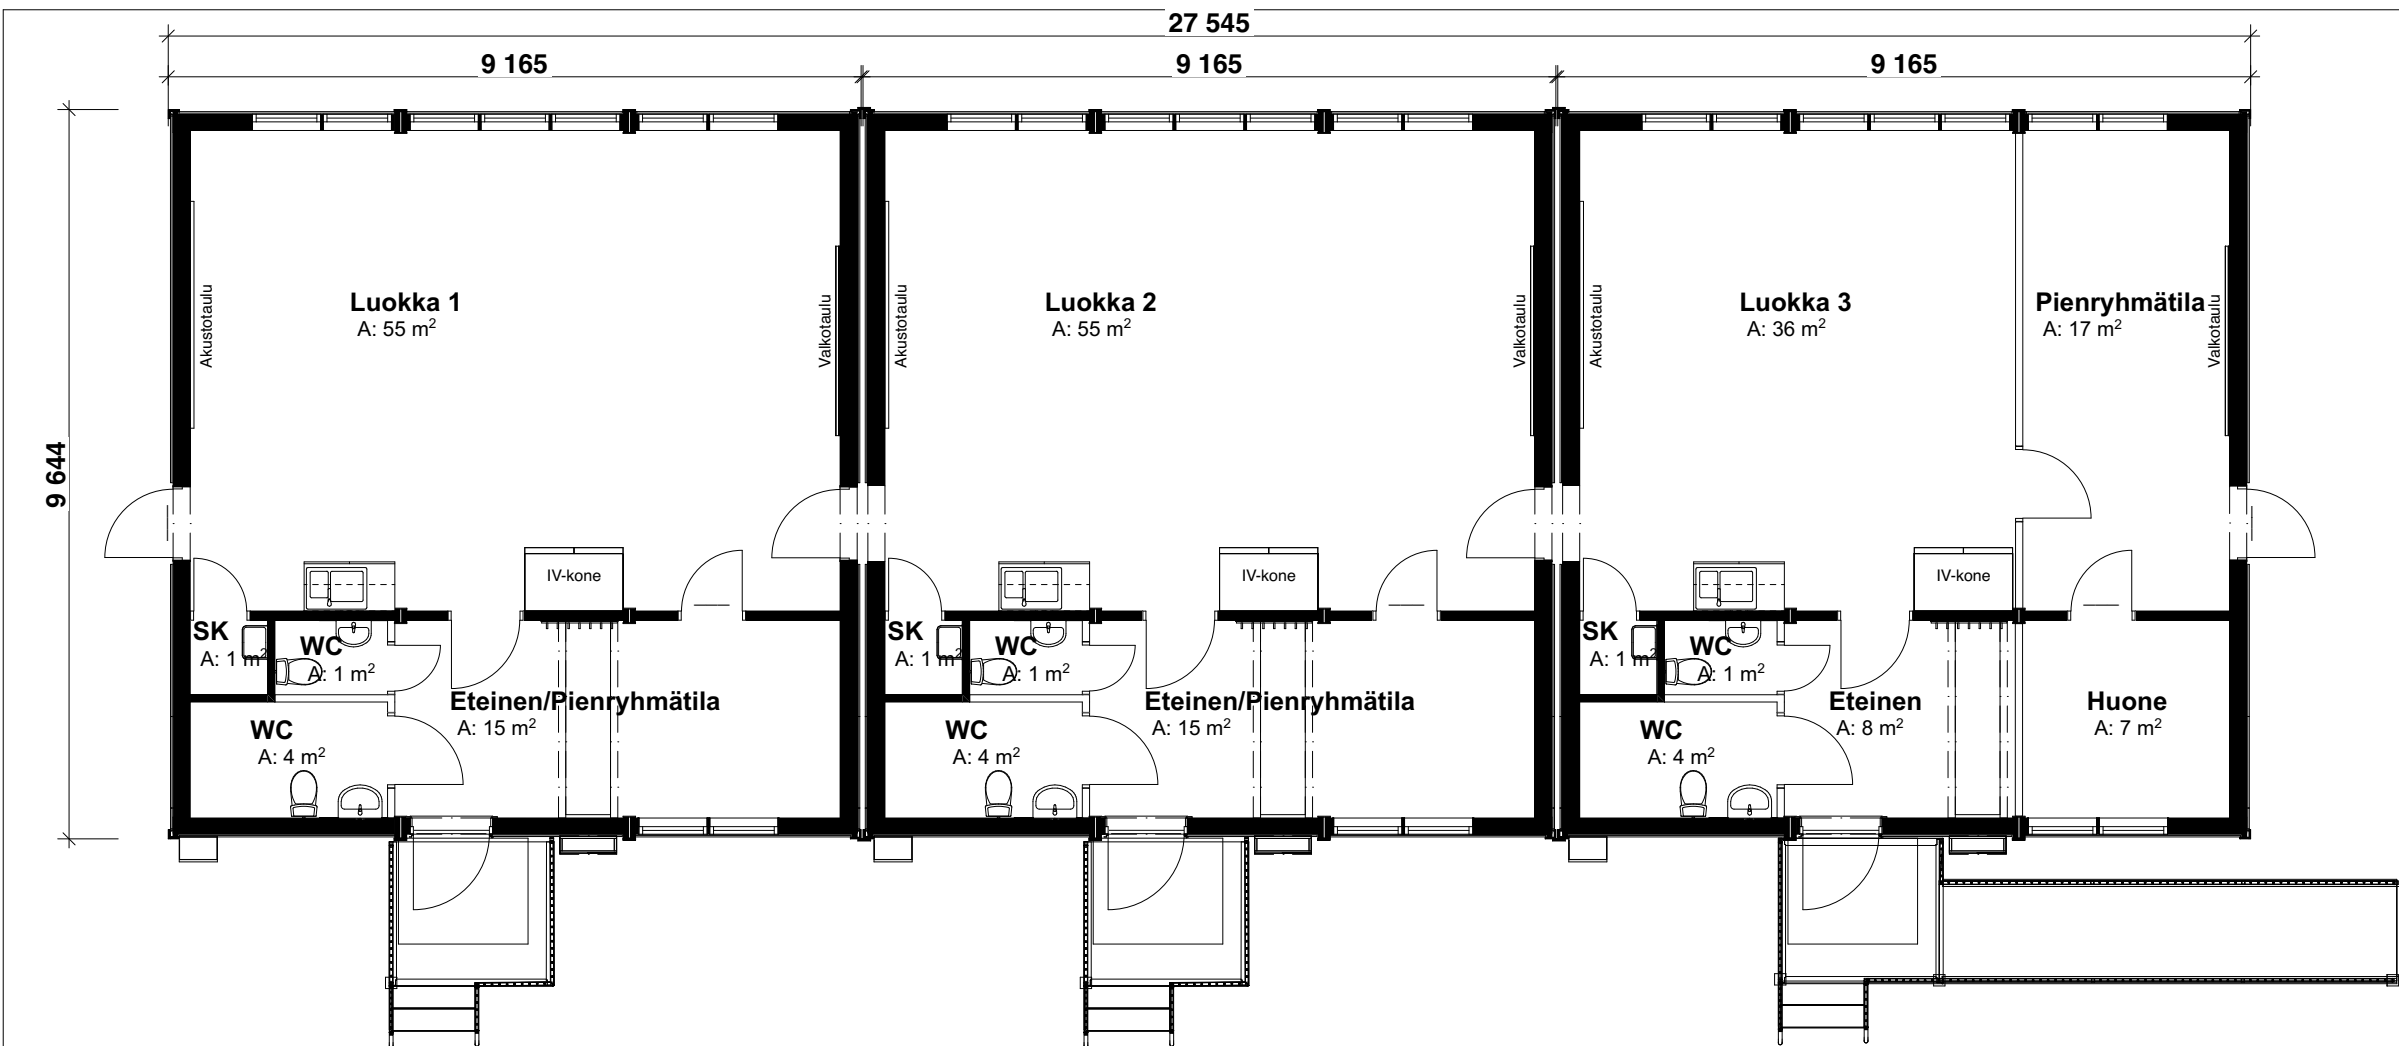 27 545
9 165
9 165
9 165
9 644
Akustotaulu
Luokka 1
A: 55 m²
Valkotaulu
Akustotaulu
Luokka 2
A: 55 m²
Valkotaulu
Akustotaulu
Luokka 3
A: 36 m²
Pienryhmätila
A: 17 m²
Valkotaulu
IV-kone
IV-kone
IV-kone
SK
A: 1 m²
WC
A: 1 m²
Eteinen/Pienryhmätila
A: 15 m²
WC
A: 4 m²
SK
A: 1 m²
WC
A: 1 m²
Eteinen/Pienryhmätila
A: 15 m²
WC
A: 4 m²
SK
A: 1 m²
WC
A: 1 m²
Eteinen
A: 8 m²
WC
A: 4 m²
Huone
A: 7 m²